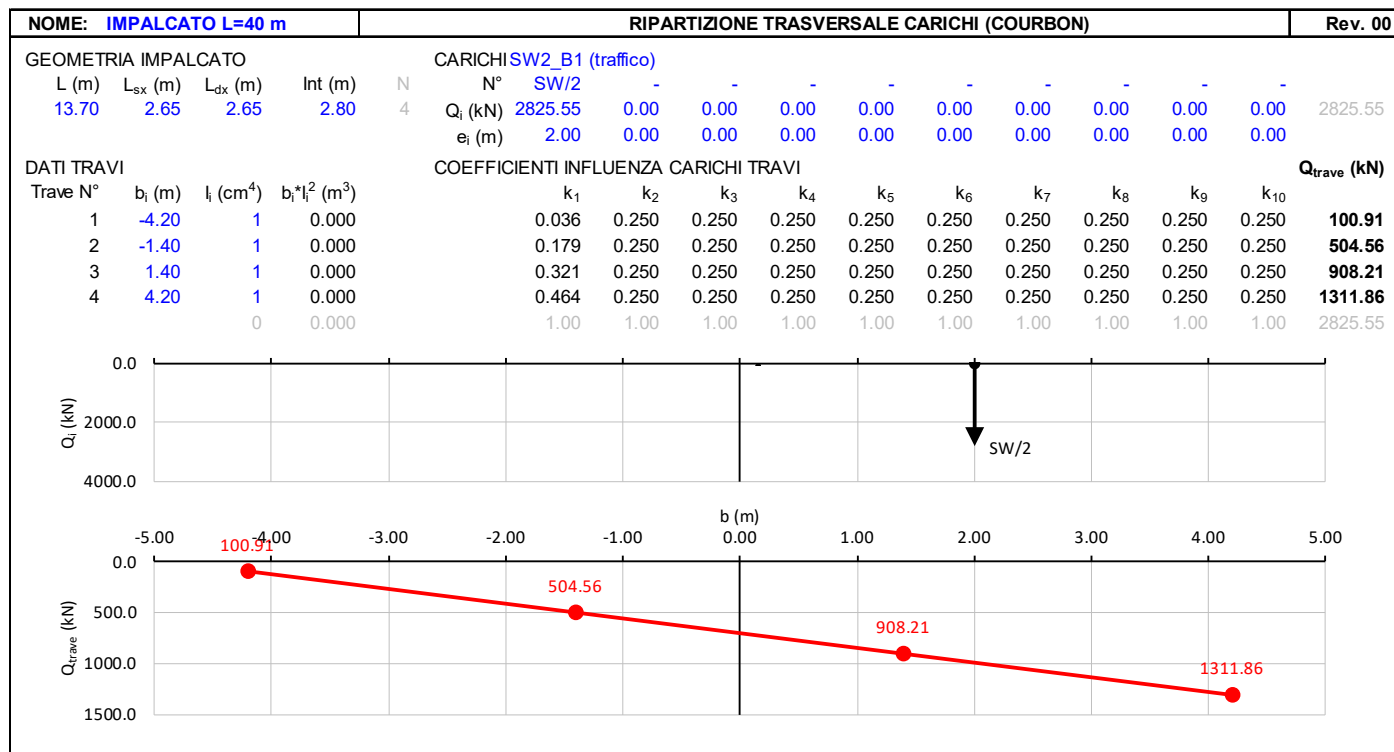 NOME: IMPALCATO L=40 m RIPARTIZIONE TRASVERSALE CARICHI (COURBON) Rev. 00
GEOMETRIA IMPALCATO CARICHI SW2_B1 (traffico)
L (m) Lsx (m) Ldx (m) Int (m) N N° SW/2 - - - - - - - - -
13.70 2.65 2.65 2.80 4 Qi (kN) 2825.55 0.00 0.00 0.00 0.00 0.00 0.00 0.00 0.00 0.00 2825.55
ei (m) 2.00 0.00 0.00 0.00 0.00 0.00 0.00 0.00 0.00 0.00
DATI TRAVI COEFFICIENTI INFLUENZA CARICHI TRAVI Qtrave (kN)
Trave N° bi (m) Ii (cm4) bi*Ii2 (m3) k1 k2 k3 k4 k5 k6 k7 k8 k9 k10
1 -4.20 1 0.000 0.036 0.250 0.250 0.250 0.250 0.250 0.250 0.250 0.250 0.250 100.91
2 -1.40 1 0.000 0.179 0.250 0.250 0.250 0.250 0.250 0.250 0.250 0.250 0.250 504.56
3 1.40 1 0.000 0.321 0.250 0.250 0.250 0.250 0.250 0.250 0.250 0.250 0.250 908.21
4 4.20 1 0.000 0.464 0.250 0.250 0.250 0.250 0.250 0.250 0.250 0.250 0.250 1311.86
0 0.000 1.00 1.00 1.00 1.00 1.00 1.00 1.00 1.00 1.00 1.00 2825.55
0.0
2000.0
4000.0
Qi (kN)
-
SW/2
b (m)
-5.00 -4.00 -3.00 -2.00 -1.00 0.00 1.00 2.00 3.00 4.00 5.00
0.0
500.0
1000.0
1500.0
Qtrave (kN)
100.91
504.56
908.21
1311.86